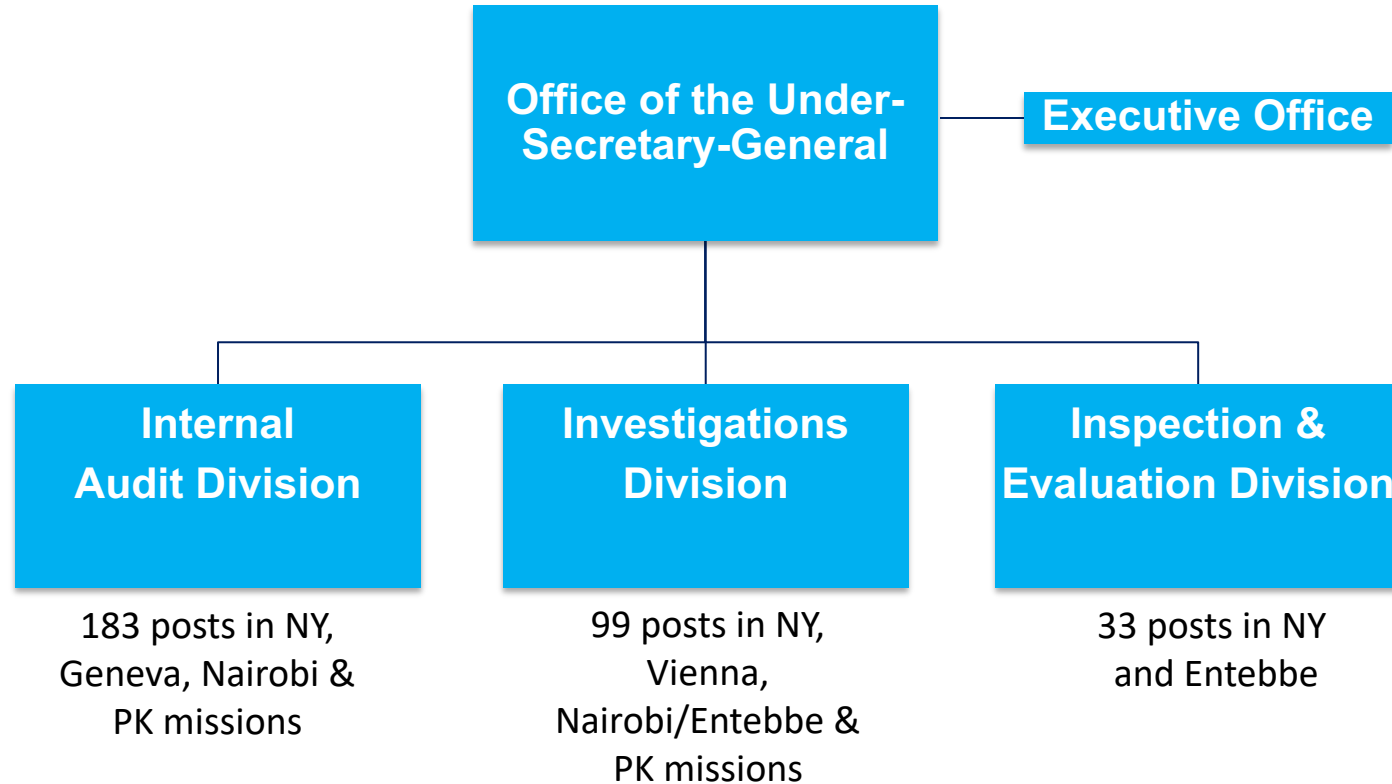 Office of the Under-
Secretary-General
Executive Office
Internal
Audit Division
Investigations
Division
Inspection &
Evaluation Division
183 posts in NY,
Geneva, Nairobi &
PK missions
99 posts in NY,
Vienna,
Nairobi/Entebbe &
PK missions
33 posts in NY
and Entebbe